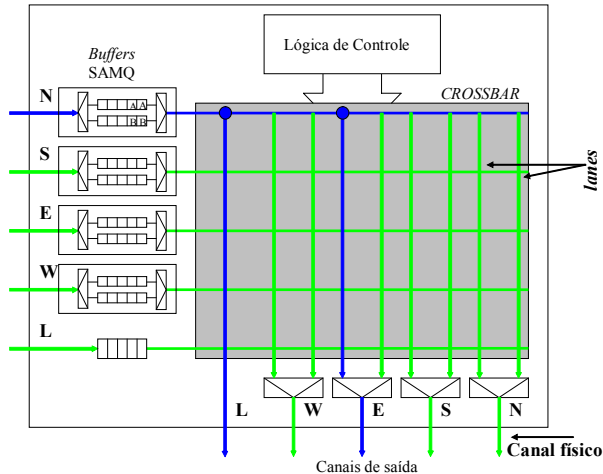 Buffers
SAMQ
Lógica de Controle
CROSSBAR
N
A A
B B
S
E
W
L
lanes
L
W
E
S
N
Canal físico
Canais de saída